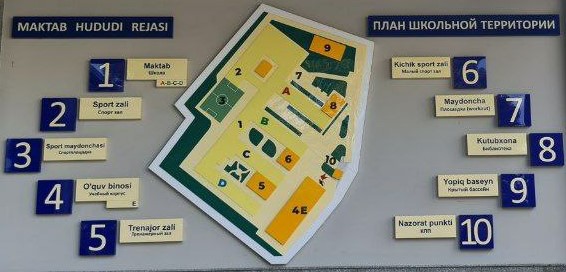 MAKTAB HUDUDI REJASI
ПЛАН ШКОЛЬНОЙ ТЕРРИТОРИИ
1
Maktab
Школа
A-B-C-D
2
Sport zali
Спорт зал
3
Sport maydonchasi
Спортплощадка
4
O'quv binosi
Учебный корпус
E
5
Trenajor zali
Тренажерный зал
9
2
7
3
A
8
1
B
10
C
6
D
5
4E
Kichik sport zali
Малый спорт зал
6
Maydoncha
Площадка (workout)
7
Kutubxona
Библиотека
8
Yopiq baseyn
Крытый бассейн
9
Nazorat punkti
КПП
10